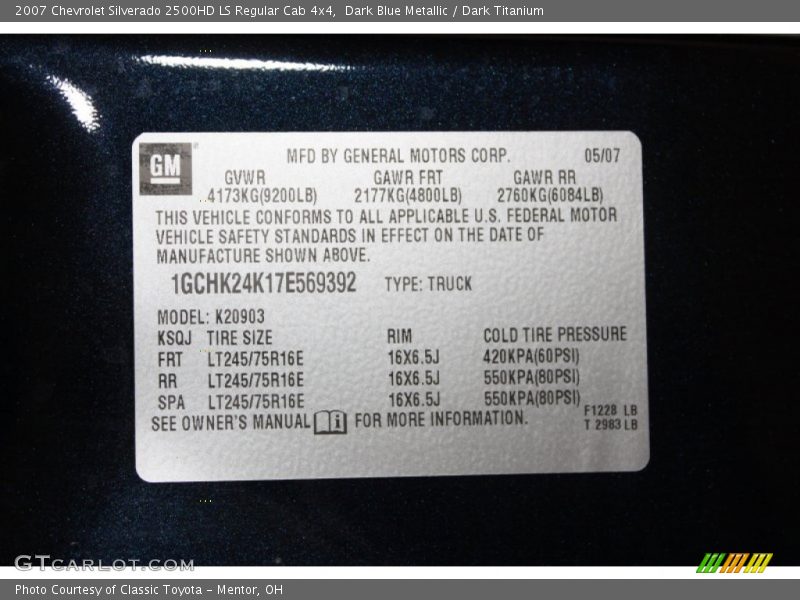 2007 Chevrolet Silverado 2500HD LS Regular Cab 4x4, Dark Blue Metallic / Dark Titanium
GM MFD BY GENERAL MOTORS CORP. 05/07
GVWR GAWR FRT GAWR RR
4173KG(9200LB) 2177KG(4800LB) 2760KG(6084LB)
THIS VEHICLE CONFORMS TO ALL APPLICABLE U.S. FEDERAL MOTOR
VEHICLE SAFETY STANDARDS IN EFFECT ON THE DATE OF
MANUFACTURE SHOWN ABOVE.
1GCHK24K17E569392 TYPE: TRUCK
MODEL: K20903
KSQJ TIRE SIZE RIM COLD TIRE PRESSURE
FRT LT245/75R16E 16X6.5J 420KPA(60PSI)
RR LT245/75R16E 16X6.5J 550KPA(80PSI)
SPA LT245/75R16E 16X6.5J 550KPA(80PSI)
F1228 LB
SEE OWNER'S MANUAL i FOR MORE INFORMATION. T 2983 LB
GTCARLOT.COM
Photo Courtesy of Classic Toyota - Mentor, OH